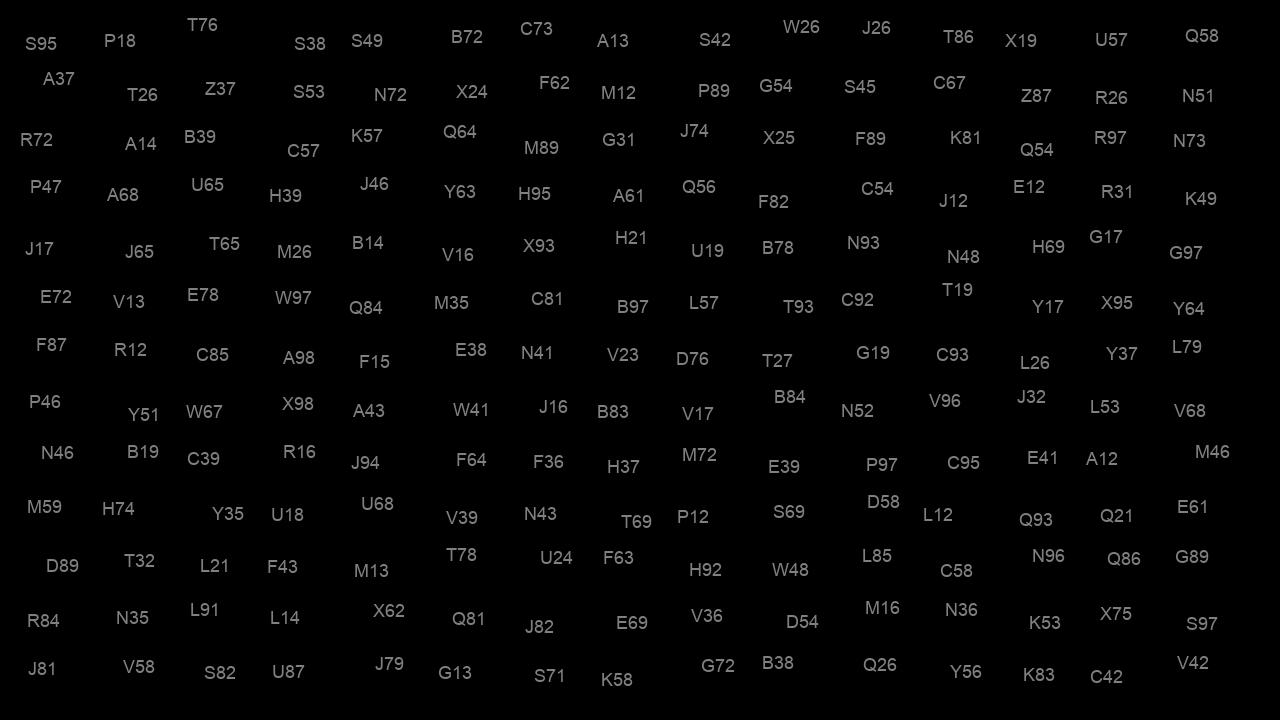 S95 P18 T76 S38 S49 B72 C73 A13 S42 W26 J26 T86 X19 U57 Q58
A37 T26 Z37 S53 N72 X24 F62 M12 P89 G54 S45 C67 Z87 R26 N51
R72 A14 B39 C57 K57 Q64 M89 G31 J74 X25 F89 K81 Q54 R97 N73
P47 A68 U65 H39 J46 Y63 H95 A61 Q56 F82 C54 J12 E12 R31 K49
J17 J65 T65 M26 B14 V16 X93 H21 U19 B78 N93 N48 H69 G17 G97
E72 V13 E78 W97 Q84 M35 C81 B97 L57 T93 C92 T19 Y17 X95 Y64
F87 R12 C85 A98 F15 E38 N41 V23 D76 T27 G19 C93 L26 Y37 L79
P46 Y51 W67 X98 A43 W41 J16 B83 V17 B84 N52 V96 J32 L53 V68
N46 B19 C39 R16 J94 F64 F36 H37 M72 E39 P97 C95 E41 A12 M46
M59 H74 Y35 U18 U68 V39 N43 T69 P12 S69 D58 L12 Q93 Q21 E61
D89 T32 L21 F43 M13 T78 U24 F63 H92 W48 L85 C58 N96 Q86 G89
R84 N35 L91 L14 X62 Q81 J82 E69 V36 D54 M16 N36 K53 X75 S97
J81 V58 S82 U87 J79 G13 S71 K58 G72 B38 Q26 Y56 K83 C42 V42